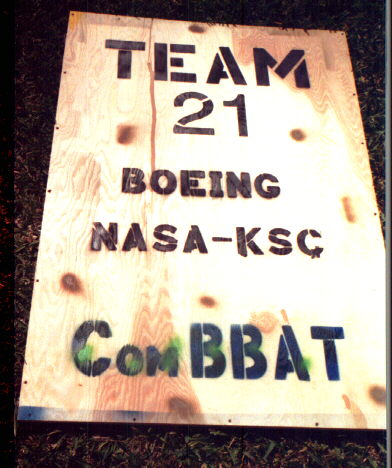 TEAM
21
BOEING
NASA-KSC
ComBBAT